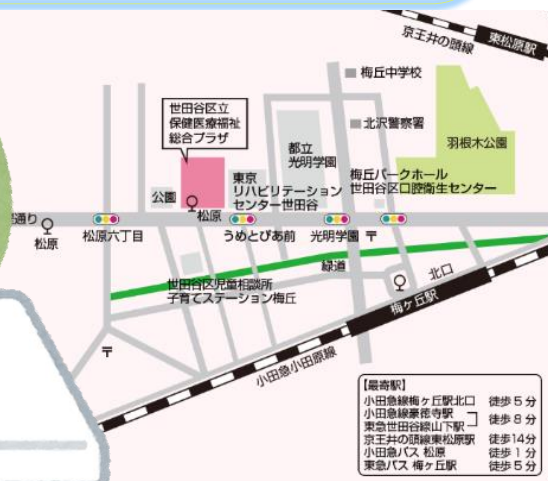 京王井の頭線
東松原駅
梅丘中学校
世田谷区立
保健医療福祉
総合プラザ
北沢警察署
羽根木公園
都立
光明学園
梅丘パークホール
世田谷区口腔衛生センター
東京
リハビリテーション
センター世田谷
公園
松原
通り
松原
松原六丁目
うめとぴあ前
光明学園
〒
緑道
北口
世田谷区児童相談所
子育てステーション梅丘
梅ヶ丘駅
〒
小田急小田原線
【最寄駅】
小田急線梅ヶ丘駅北口 徒歩5分
小田急線豪徳寺駅
東急世田谷線山下駅 徒歩8分
京王井の頭線東松原駅 徒歩14分
小田急バス 松原 徒歩1分
東急バス 梅ヶ丘駅 徒歩5分